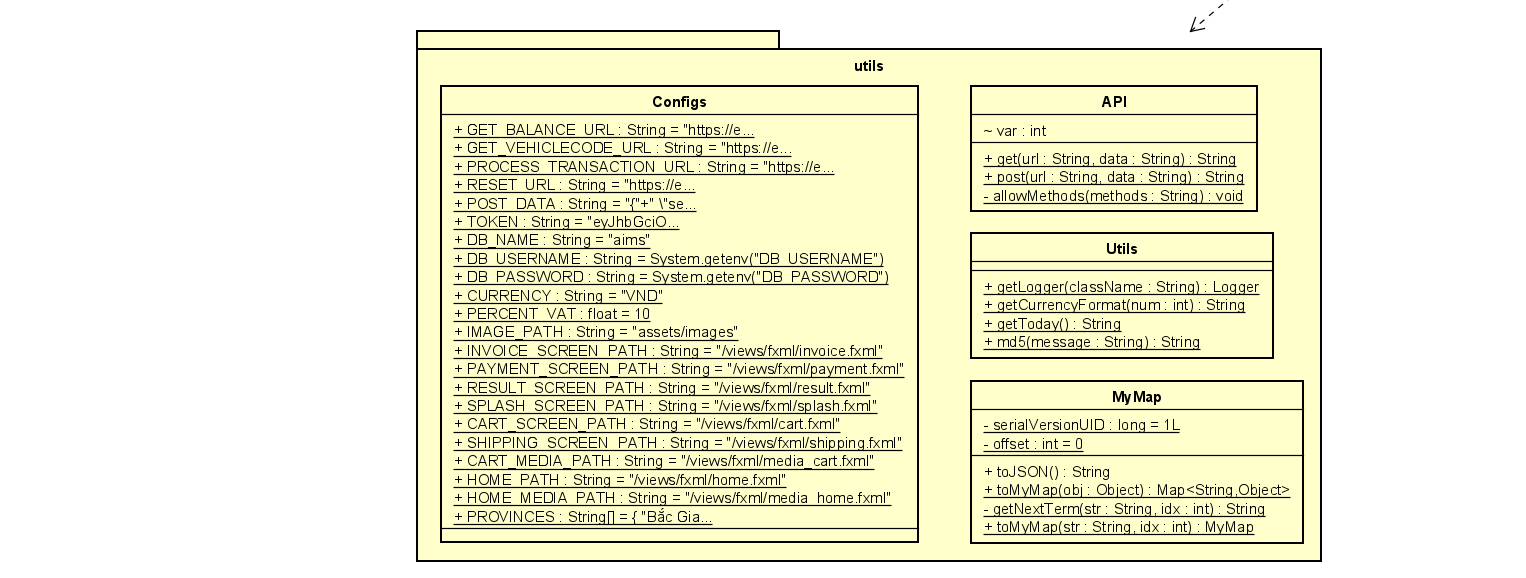 utils
Configs
+ GET_BALANCE_URL : String = "https://e...
+ GET_VEHICLECODE_URL : String = "https://e...
+ PROCESS_TRANSACTION_URL : String = "https://e...
+ RESET_URL : String = "https://e...
+ POST_DATA : String = "{"+" \"se...
+ TOKEN : String = "eyJhbGciO...
+ DB_NAME : String = "aims"
+ DB_USERNAME : String = System.getenv("DB_USERNAME")
+ DB_PASSWORD : String = System.getenv("DB_PASSWORD")
+ CURRENCY : String = "VND"
+ PERCENT_VAT : float = 10
+ IMAGE_PATH : String = "assets/images"
+ INVOICE_SCREEN_PATH : String = "/views/fxml/invoice.fxml"
+ PAYMENT_SCREEN_PATH : String = "/views/fxml/payment.fxml"
+ RESULT_SCREEN_PATH : String = "/views/fxml/result.fxml"
+ SPLASH_SCREEN_PATH : String = "/views/fxml/splash.fxml"
+ CART_SCREEN_PATH : String = "/views/fxml/cart.fxml"
+ SHIPPING_SCREEN_PATH : String = "/views/fxml/shipping.fxml"
+ CART_MEDIA_PATH : String = "/views/fxml/media_cart.fxml"
+ HOME_PATH : String = "/views/fxml/home.fxml"
+ HOME_MEDIA_PATH : String = "/views/fxml/media_home.fxml"
+ PROVINCES : String[] = { "Bắc Gia...
API
~ var : int
+ get(url : String, data : String) : String
+ post(url : String, data : String) : String
- allowMethods(methods : String) : void
Utils
+ getLogger(className : String) : Logger
+ getCurrencyFormat(num : int) : String
+ getToday() : String
+ md5(message : String) : String
MyMap
- serialVersionUID : long = 1L
- offset : int = 0
+ toJSON() : String
+ toMyMap(obj : Object) : Map<String,Object>
- getNextTerm(str : String, idx : int) : String
+ toMyMap(str : String, idx : int) : MyMap